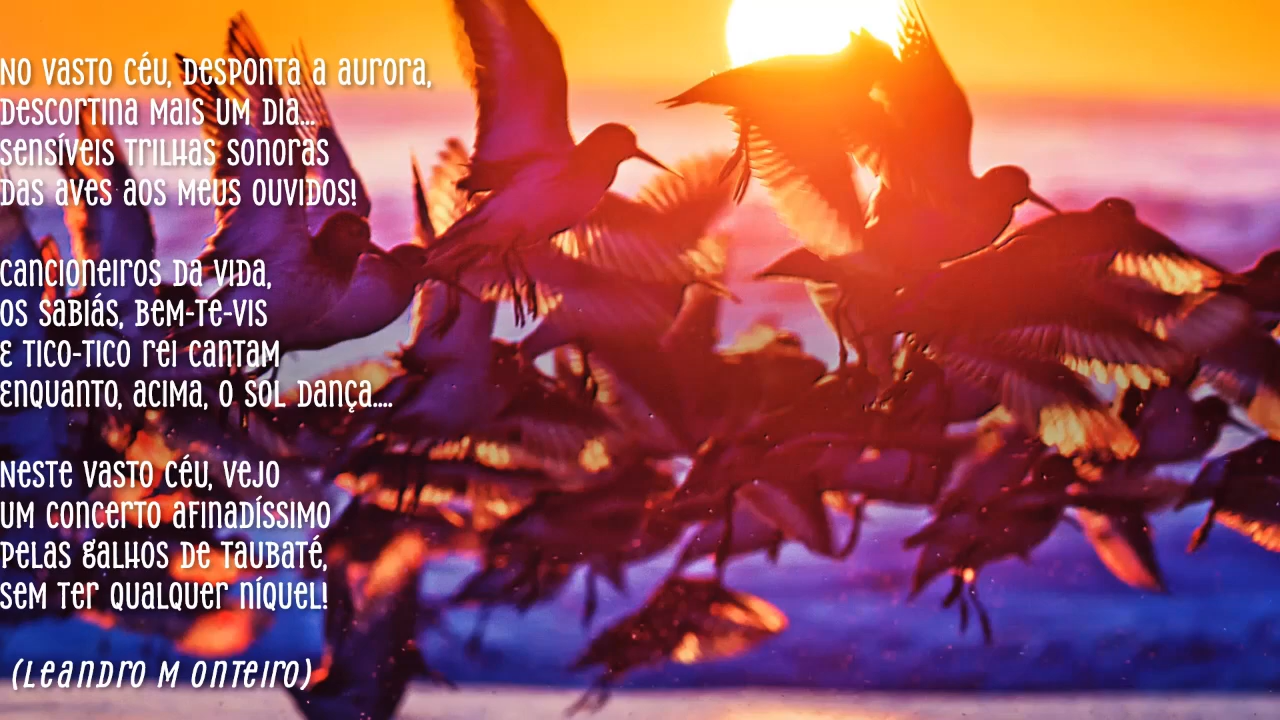 No vasto céu, desponta a aurora,
descortina mais um dia...
Sensíveis trilhas sonoras
das aves aos meus ouvidos!
Cancioneiros da vida,
os sabiás, bem-te-vis
e tico-tico rei cantam
enquanto, acima, o sol dança....
Neste vasto céu, vejo
um concerto afinadíssimo
pelas galhos de Taubaté,
sem ter qualquer níquel!
(Leandro M onteiro)